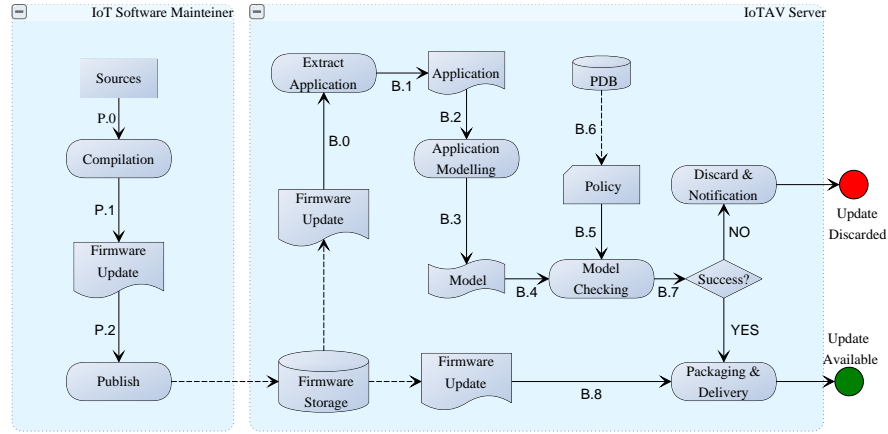 IoT Software Mainteiner
Sources
P.0
Compilation
P.1
Firmware
Update
P.2
Publish
IoTAV Server
Extract
Application
B.1
Application
B.0
B.2
Application
Modelling
Firmware
Update
B.3
Model
B.4
PDB
B.6
Policy
B.5
Model
Checking
B.7
Success?
NO
Discard &
Notification
Update
Discarded
YES
Firmware
Storage
Firmware
Update
B.8
Packaging &
Delivery
Update
Available